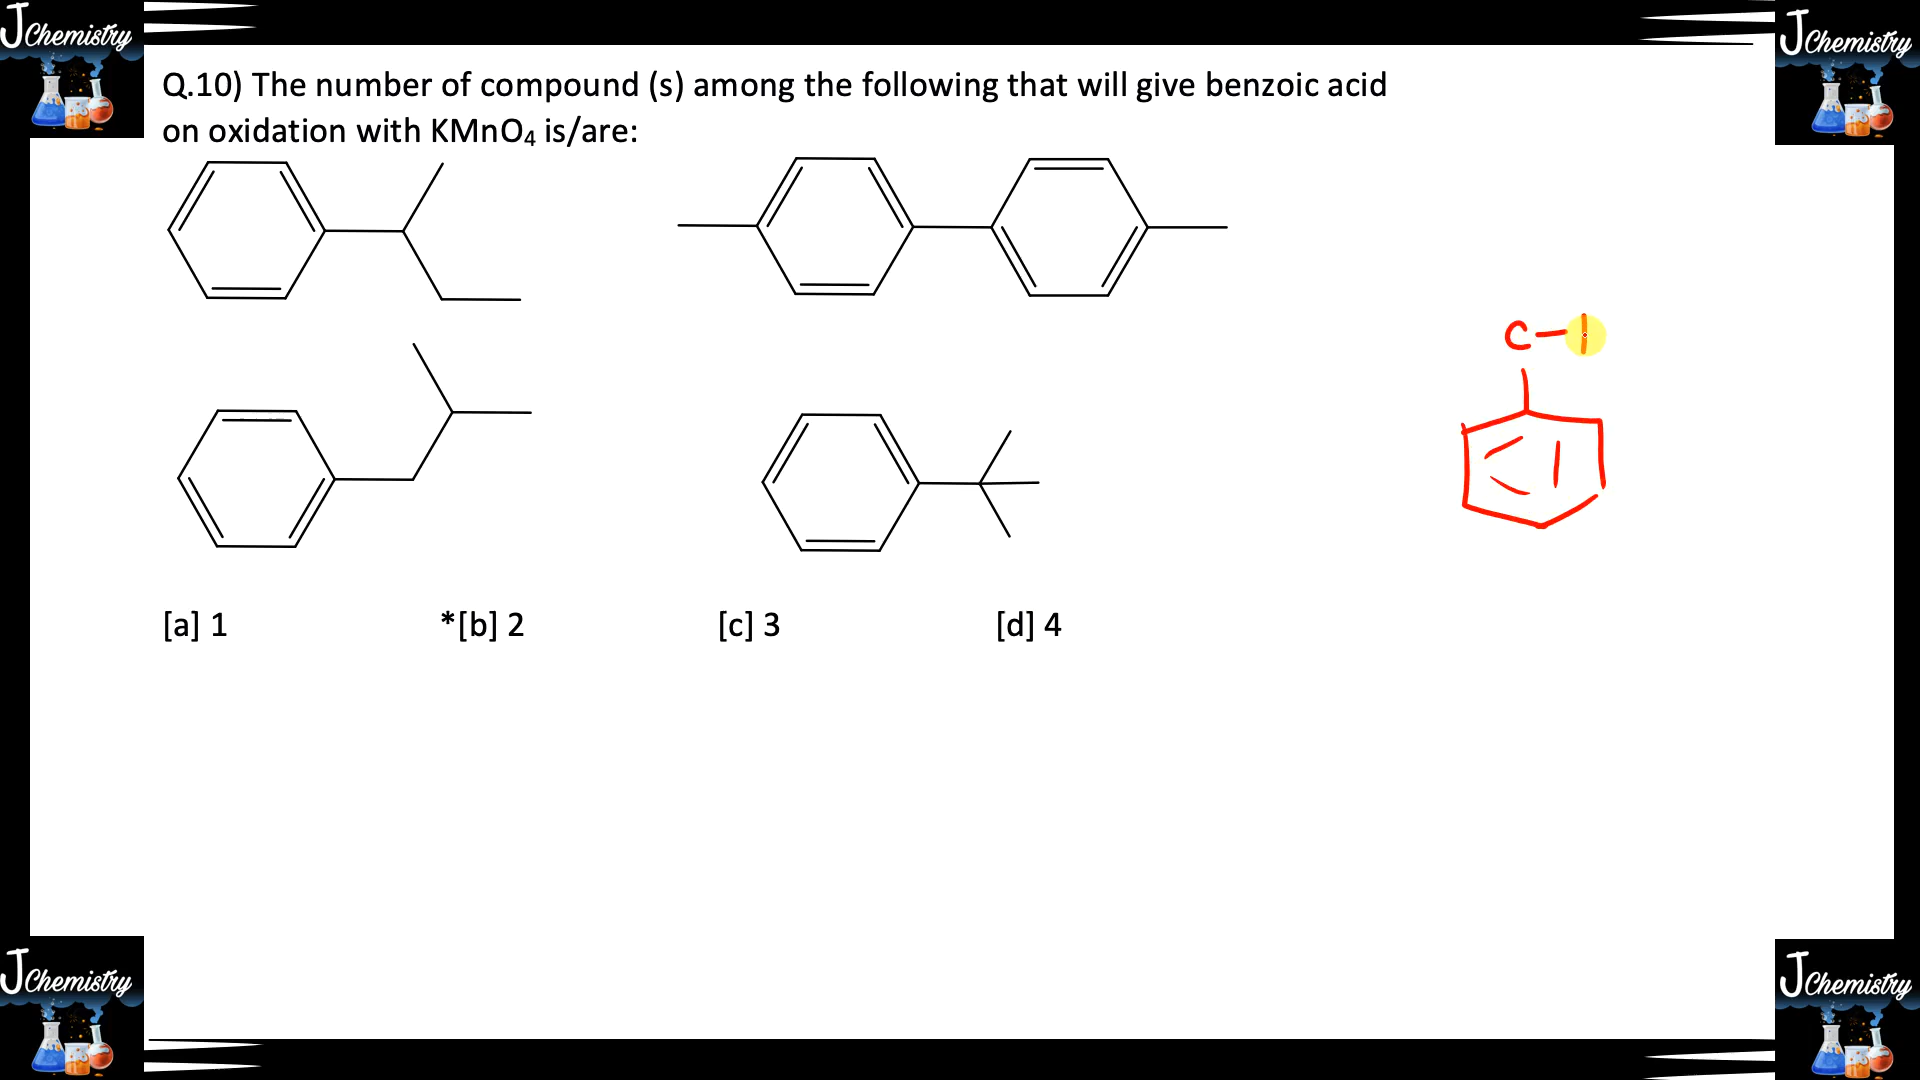 JChemistry
JChemistry
Q.10) The number of compound (s) among the following that will give benzoic acid
on oxidation with KMnO₄ is/are:
C
[a] 1 *[b] 2 [c] 3 [d] 4
JChemistry
JChemistry